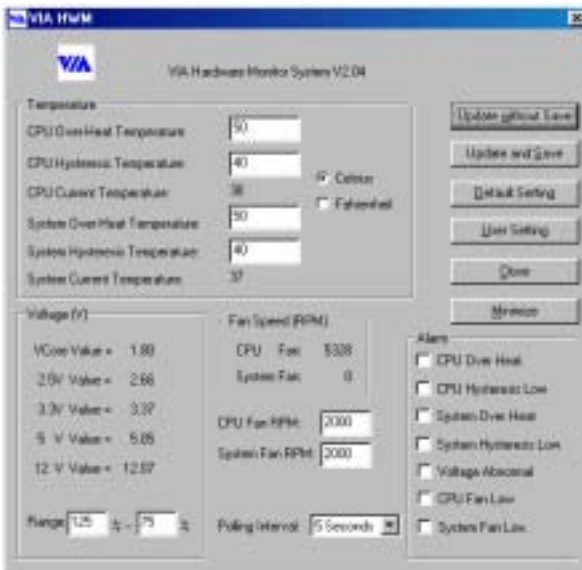 VIA HWM
VIA
VIA Hardware Monitor System V2.04
Temperature
CPU Over-Heat Temperature: 50
CPU Hysteresis Temperature: 40
CPU Current Temperature: 38
System Over-Heat Temperature: 50
System Hysteresis Temperature: 40
System Current Temperature: 37
Celsius
Fahrenheit
Update without Save
Update and Save
Default Setting
User Setting
Close
Minimize
Voltage (V)
VCore Value = 1.80
2.5V Value = 2.66
3.3V Value = 3.37
5 V Value = 5.05
12 V Value = 12.07
Range 125 % - 75 %
Fan Speed (RPM)
CPU Fan: 5328
System Fan: 0
CPU Fan RPM: 2000
System Fan RPM: 2000
Polling Interval: 5 Seconds
Alarm
CPU Over Heat
CPU Hysteresis Low
System Over Heat
System Hysteresis Low
Voltage Abnormal
CPU Fan Low
System Fan Low